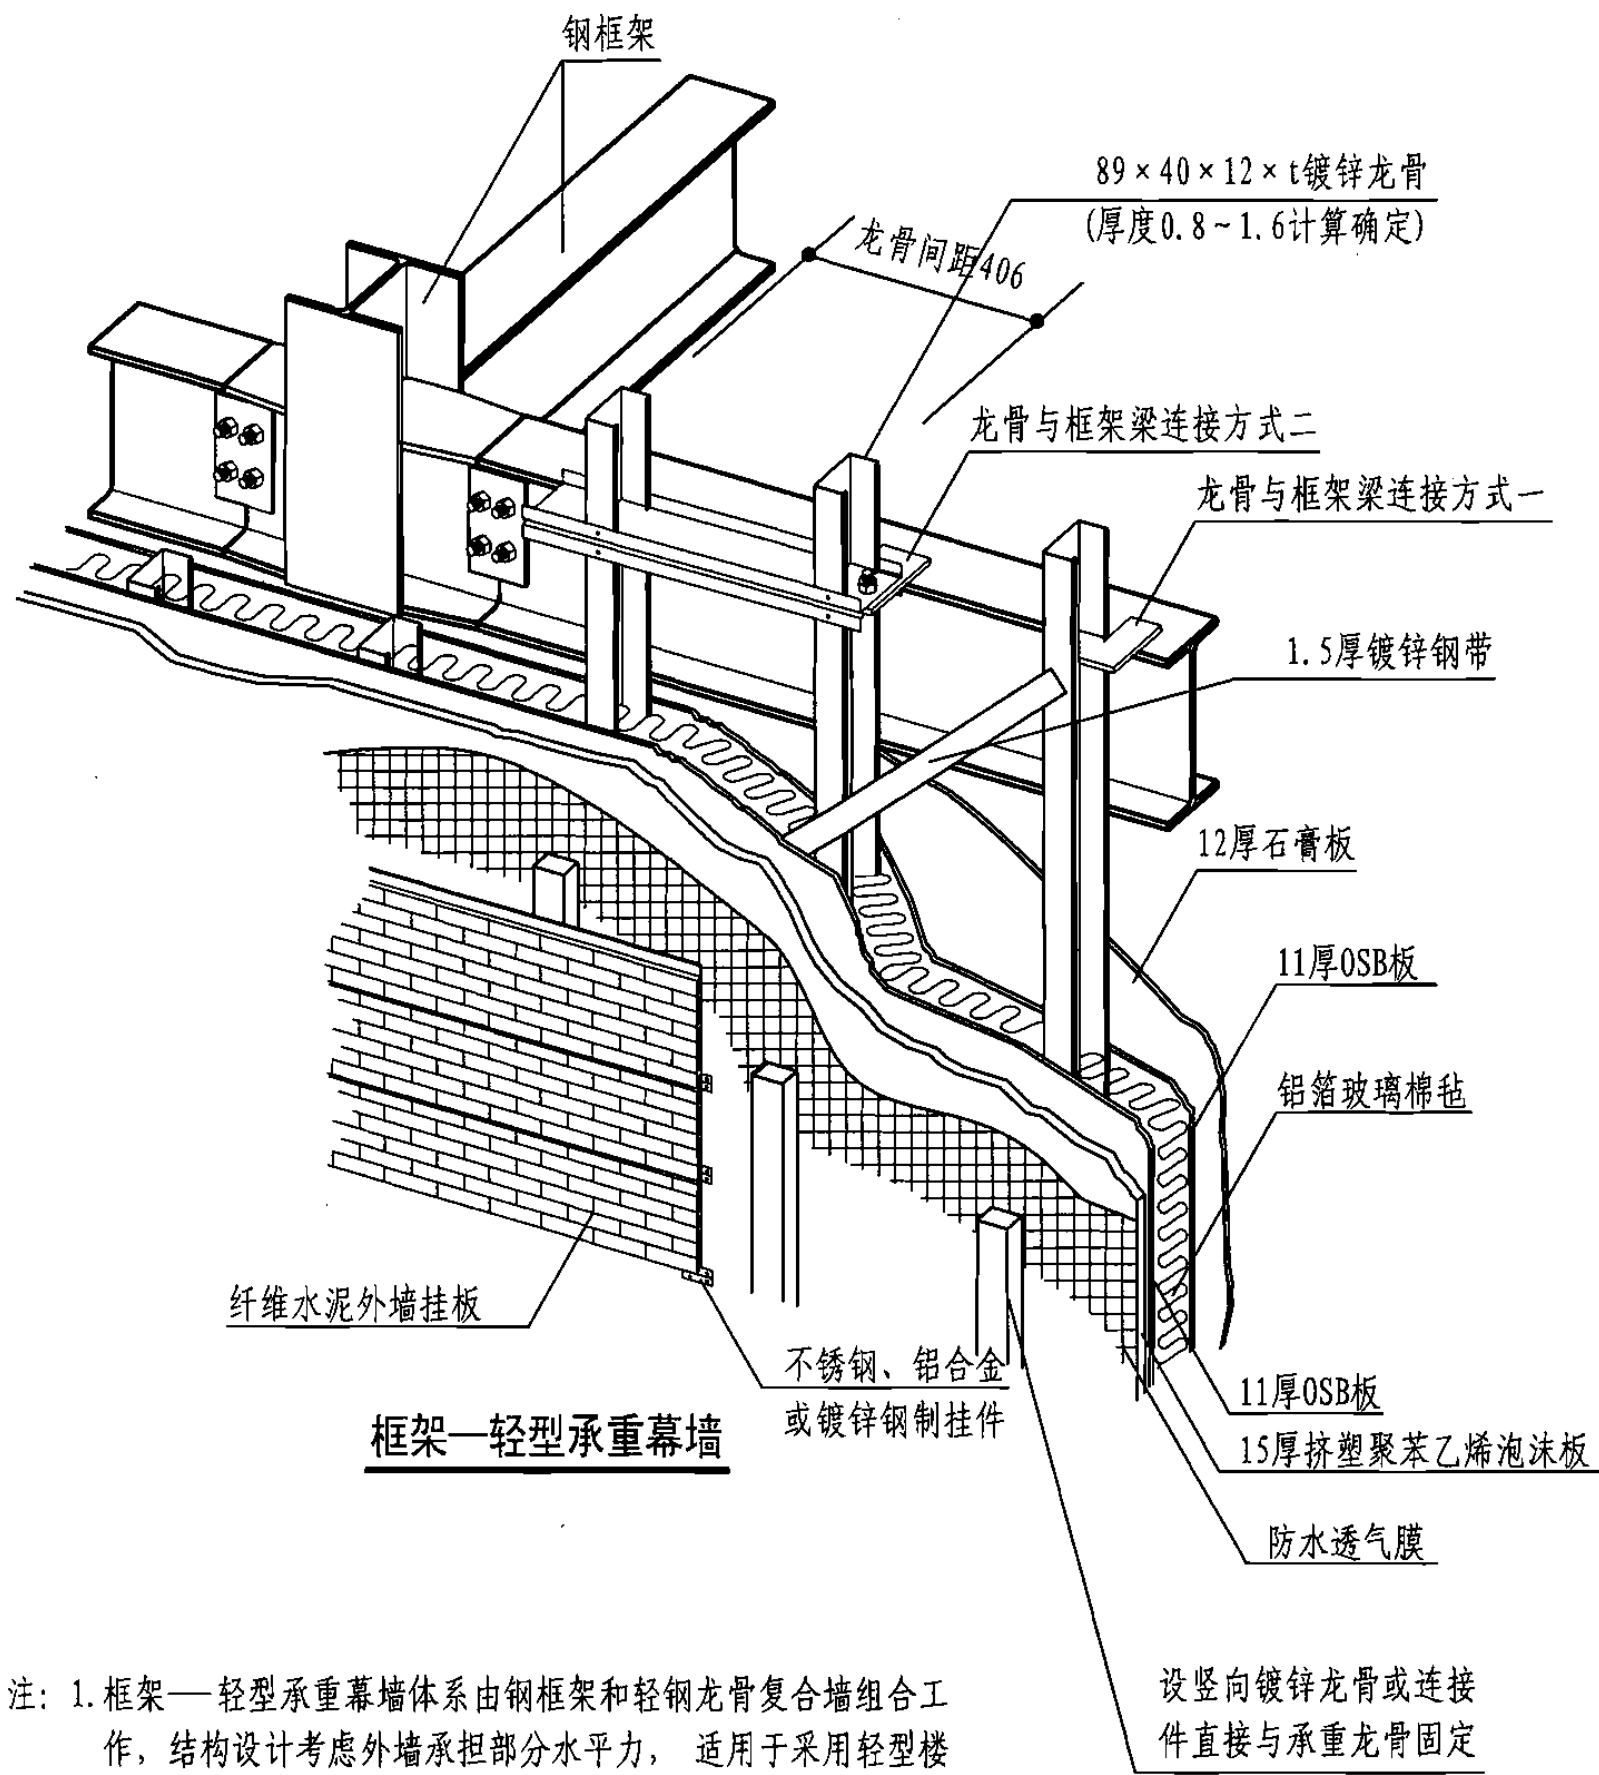 钢框架
89×40×12×t镀锌龙骨
(厚度0.8~1.6计算确定)
龙骨间距406
龙骨与框架梁连接方式二
龙骨与框架梁连接方式一
1.5厚镀锌钢带
12厚石膏板
11厚OSB板
铝箔玻璃棉毡
纤维水泥外墙挂板
不锈钢、铝合金
或镀锌钢制挂件
11厚OSB板
框架—轻型承重幕墙
15厚挤塑聚苯乙烯泡沫板
防水透气膜
设竖向镀锌龙骨或连接
件直接与承重龙骨固定
注: 1.框架—轻型承重幕墙体系由钢框架和轻钢龙骨复合墙组合工
作，结构设计考虑外墙承担部分水平力， 适用于采用轻型楼